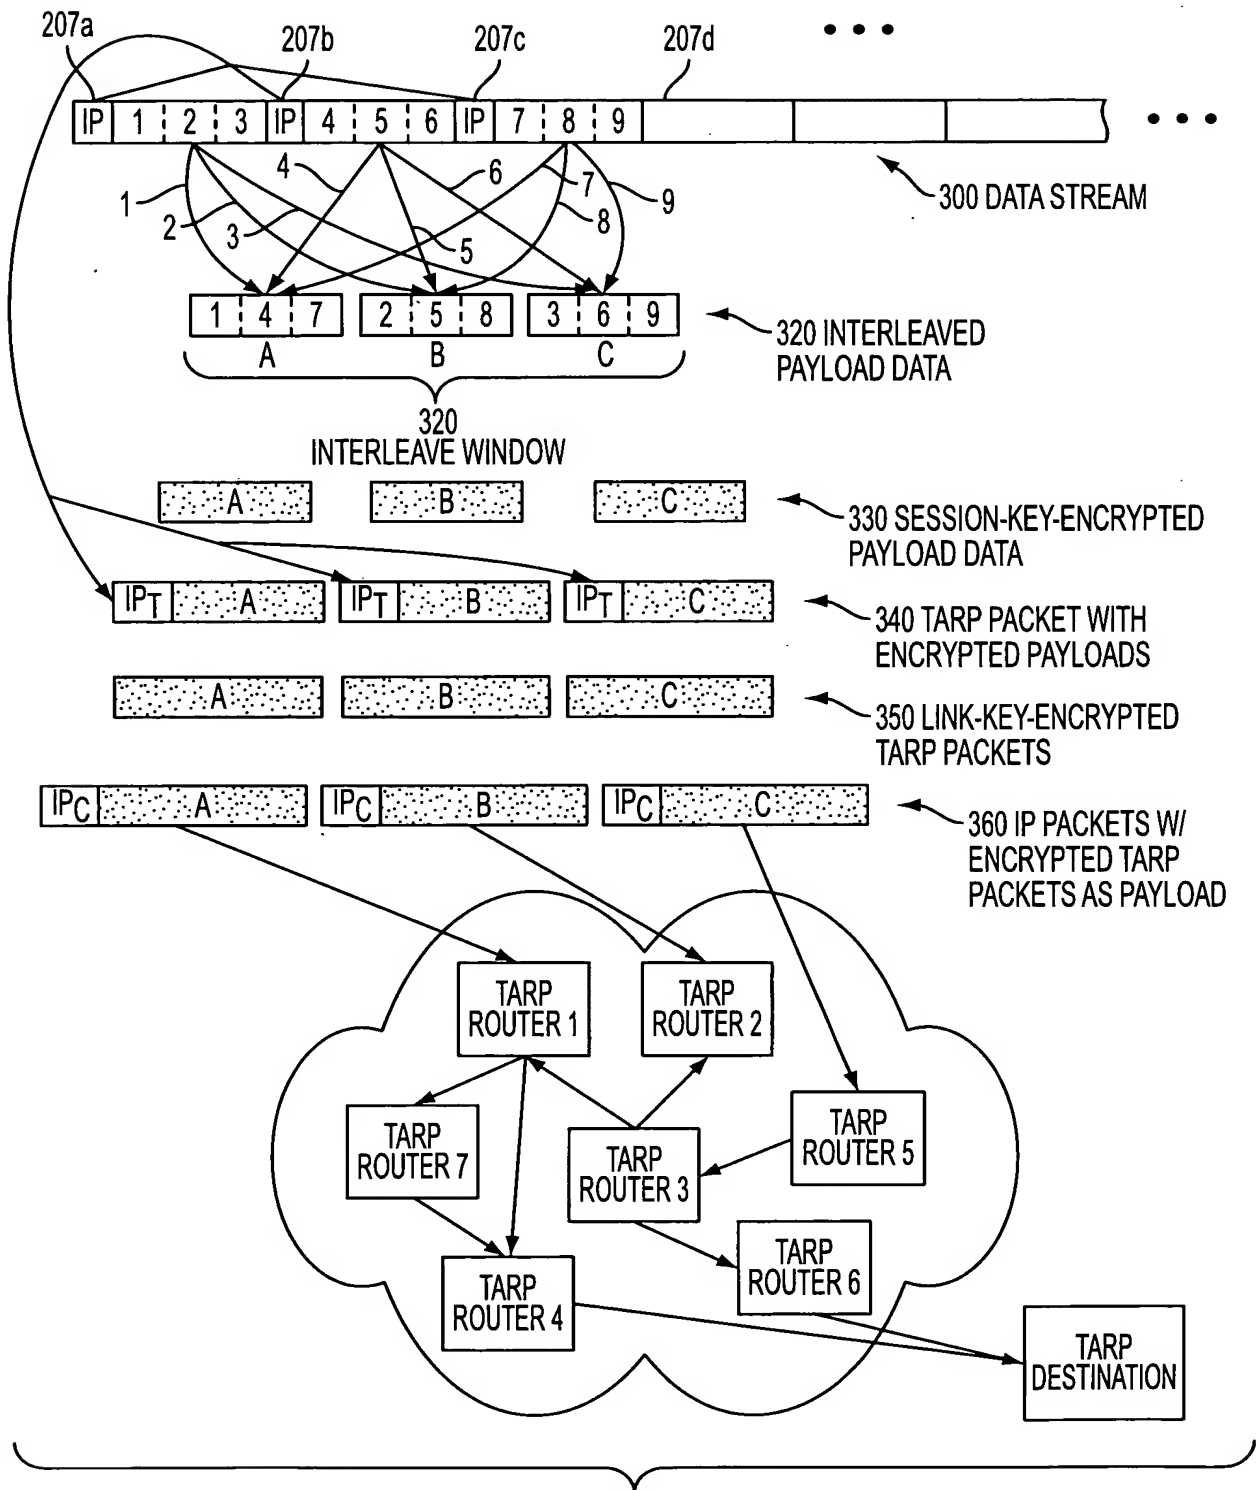 207a
207b
207c
207d
• • •
IP 1 2 3 IP 4 5 6 IP 7 8 9
• • •
300 DATA STREAM
1
2
3
4
5
6
7
8
9
1 4 7
2 5 8
3 6 9
A
B
C
320 INTERLEAVED
PAYLOAD DATA
320
INTERLEAVE WINDOW
A
B
C
330 SESSION-KEY-ENCRYPTED
PAYLOAD DATA
IPT A
IPT B
IPT C
340 TARP PACKET WITH
ENCRYPTED PAYLOADS
A
B
C
350 LINK-KEY-ENCRYPTED
TARP PACKETS
IPC A
IPC B
IPC C
360 IP PACKETS W/
ENCRYPTED TARP
PACKETS AS PAYLOAD
TARP
ROUTER 1
TARP
ROUTER 2
TARP
ROUTER 7
TARP
ROUTER 3
TARP
ROUTER 5
TARP
ROUTER 4
TARP
ROUTER 6
TARP
DESTINATION